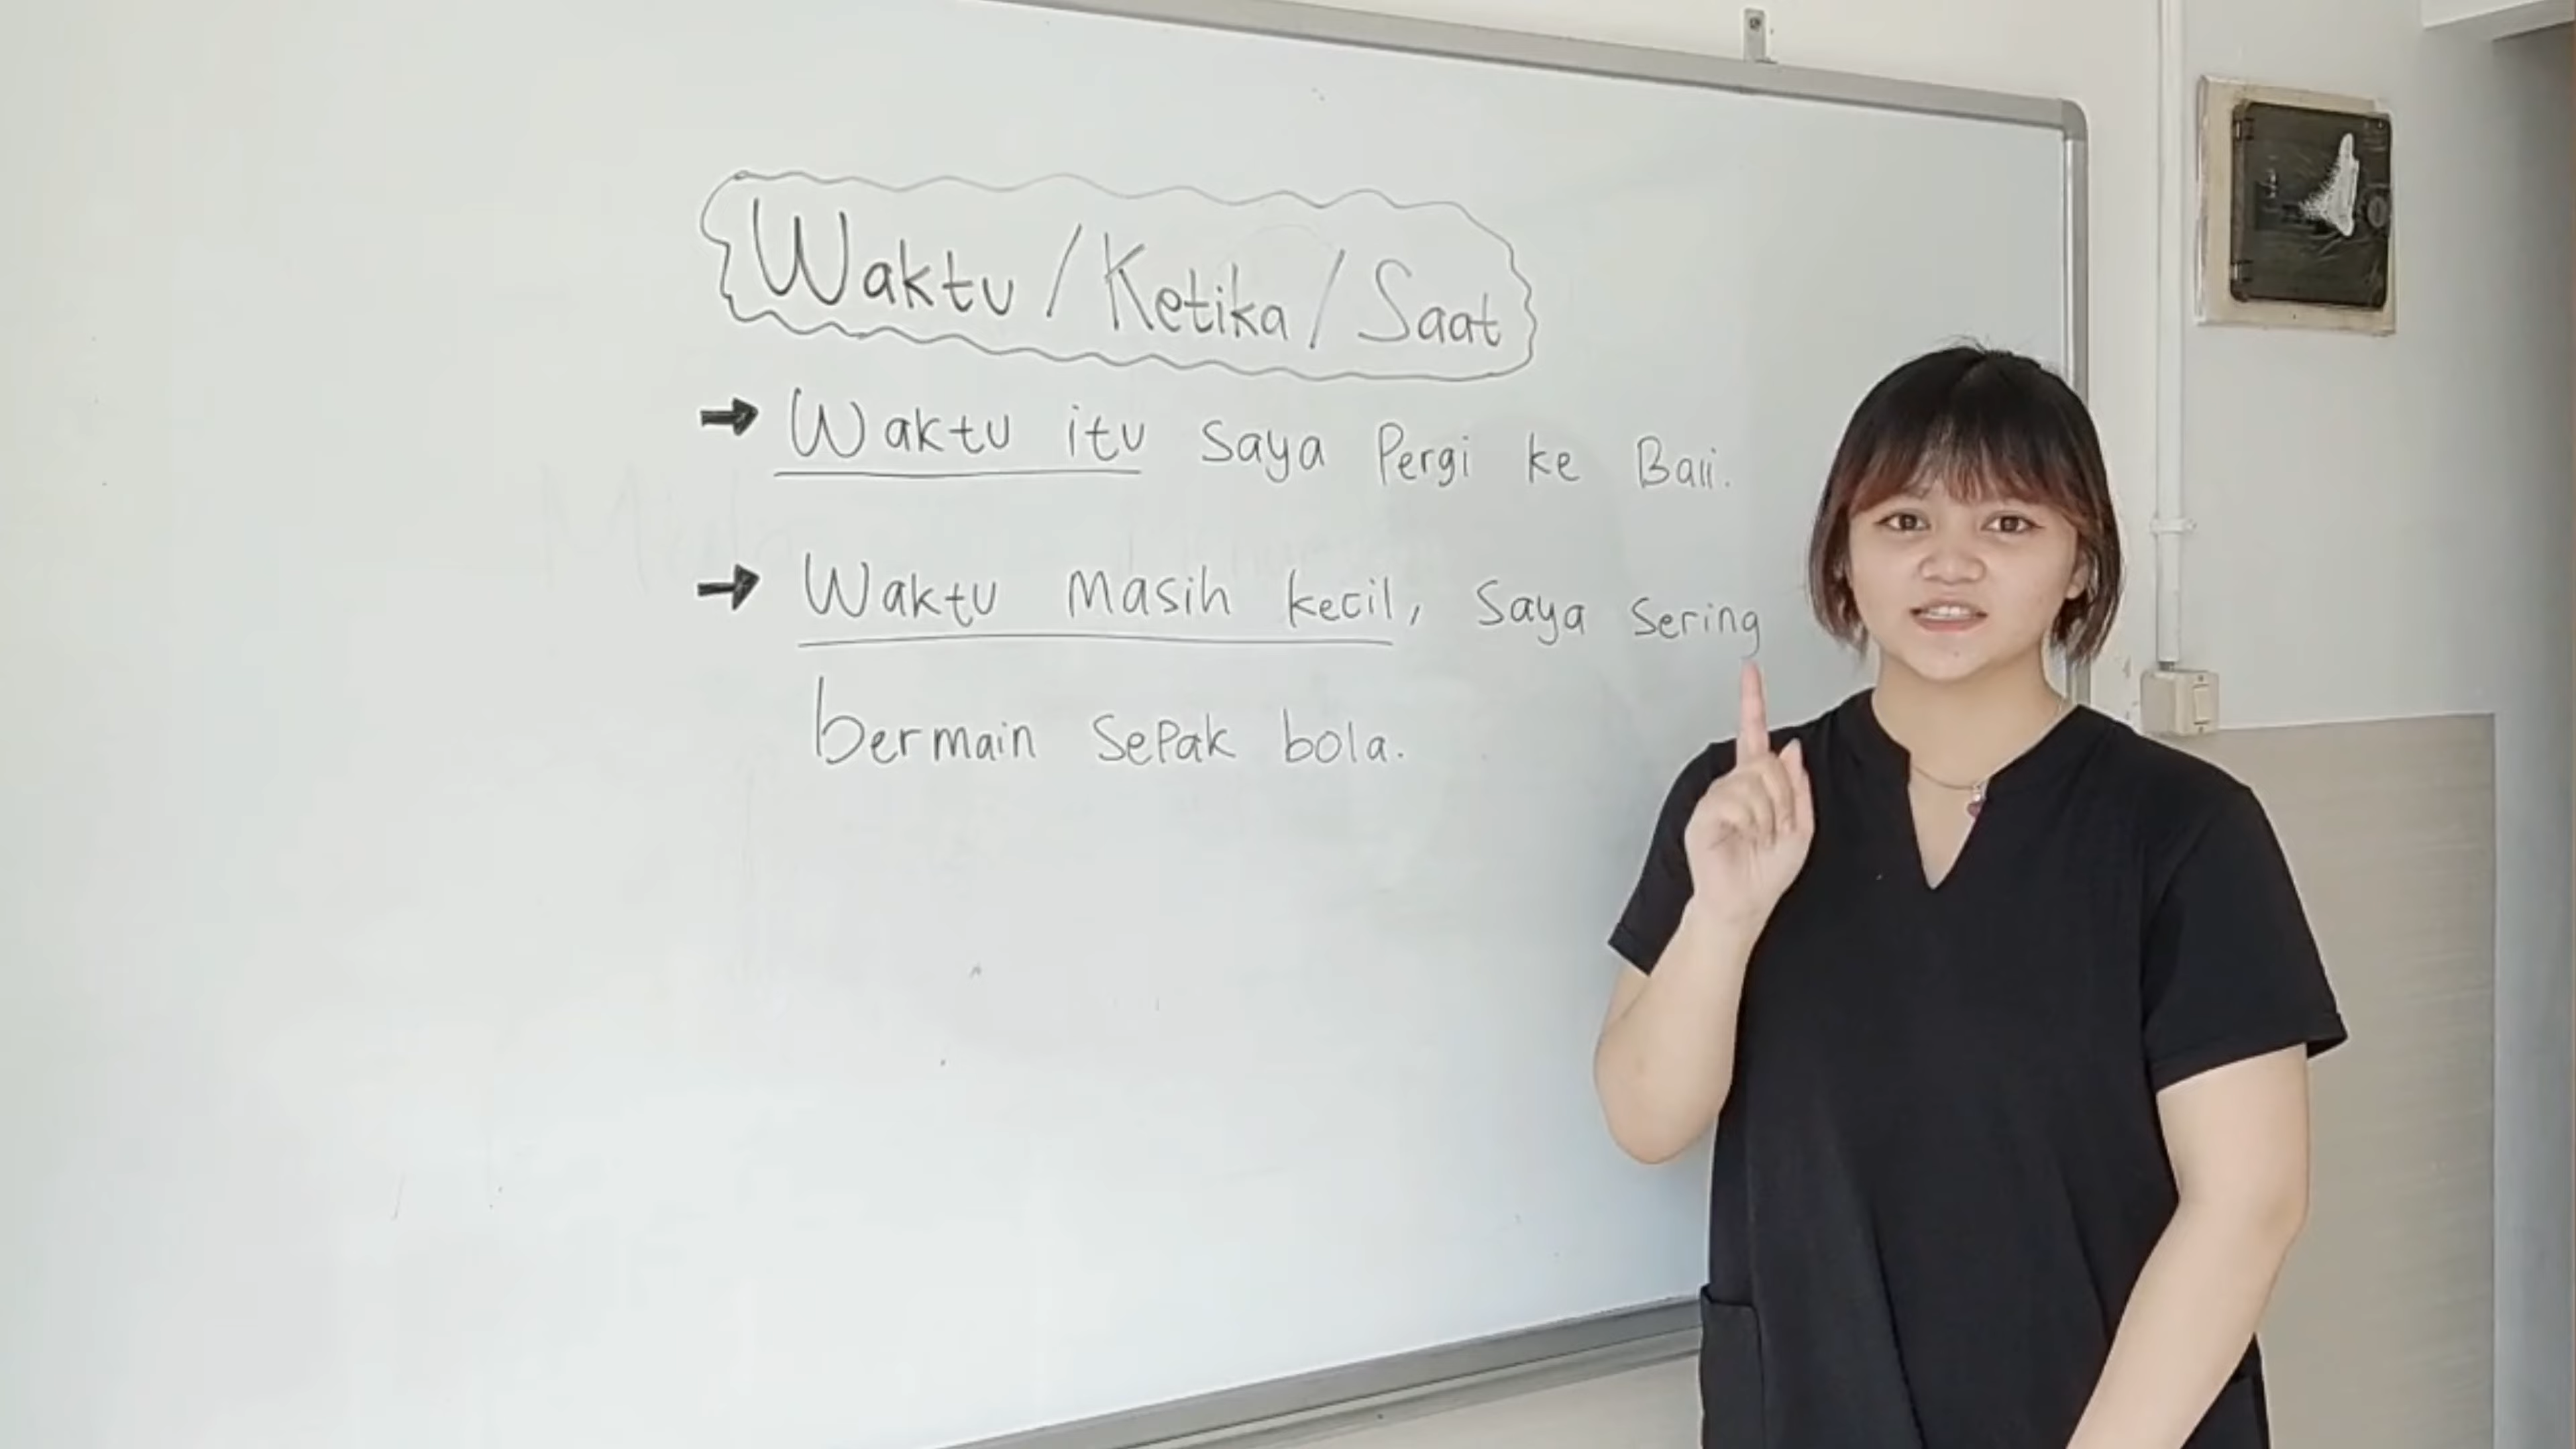 Waktu / Ketika / Saat
→ Waktu itu saya Pergi ke Bali.
→ Waktu masih kecil, saya sering
bermain sepak bola.